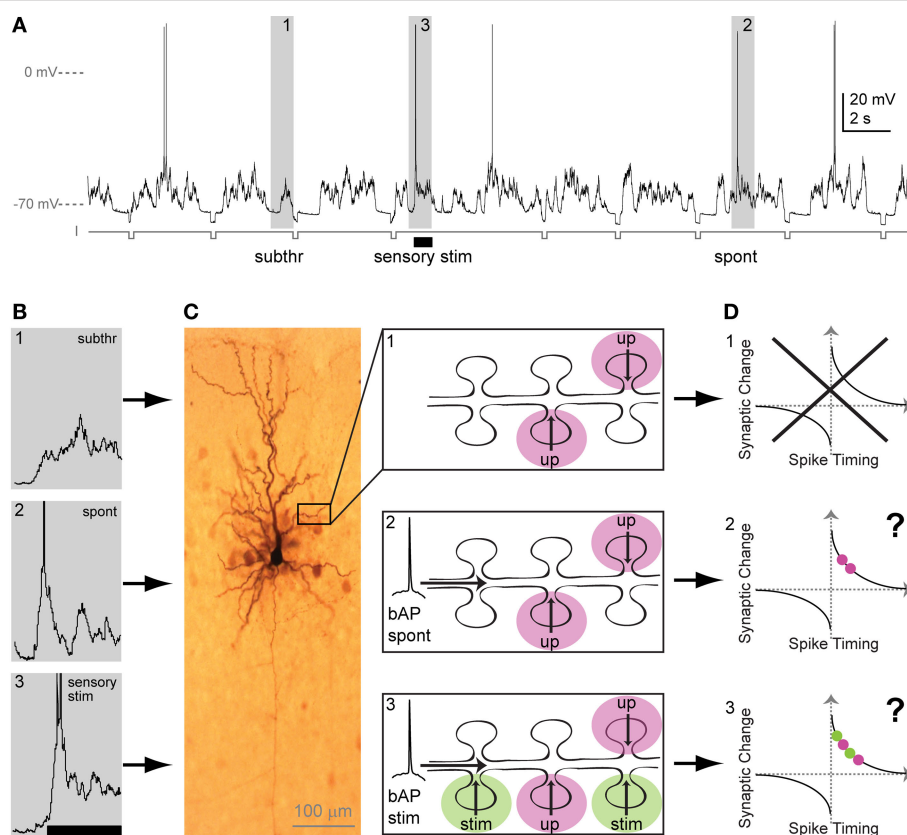 A
1
3
2
0 mV
20 mV
2 s
-70 mV
I
subthr
sensory stim
spont
B
C
D
1
subthr
2
spont
3
sensory
stim
100 μm
1
up
up
2
up
bAP
spont
up
3
up
bAP
stim
stim
up
stim
1
Synaptic Change
Spike Timing
2
?
Synaptic Change
Spike Timing
3
?
Synaptic Change
Spike Timing